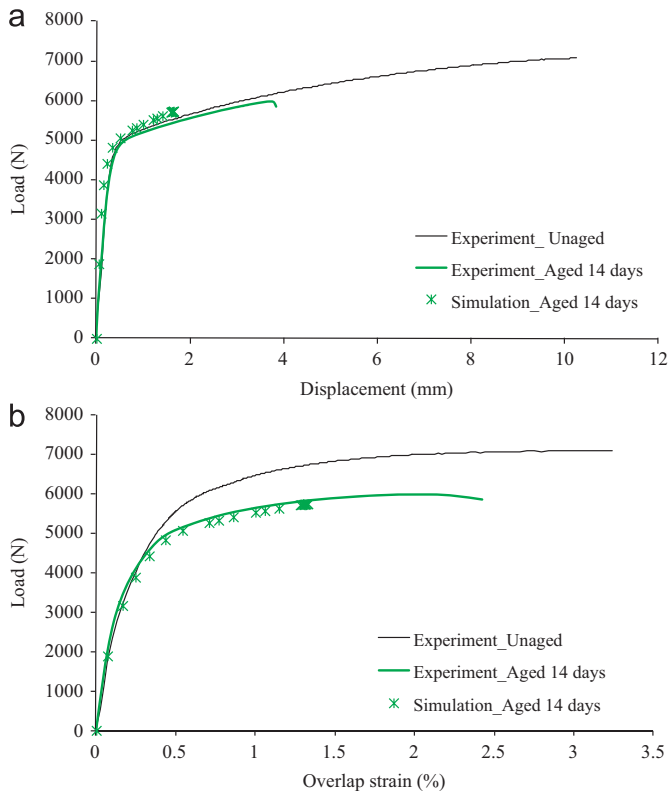 a
8000
7000
6000
5000
4000
3000
2000
1000
0
Load (N)
Experiment_ Unaged
Experiment_Aged 14 days
Simulation_Aged 14 days
0 2 4 6 8 10 12
Displacement (mm)
b
8000
7000
6000
5000
4000
3000
2000
1000
0
Load (N)
Experiment_Unaged
Experiment_Aged 14 days
Simulation_Aged 14 days
0 0.5 1 1.5 2 2.5 3 3.5
Overlap strain (%)